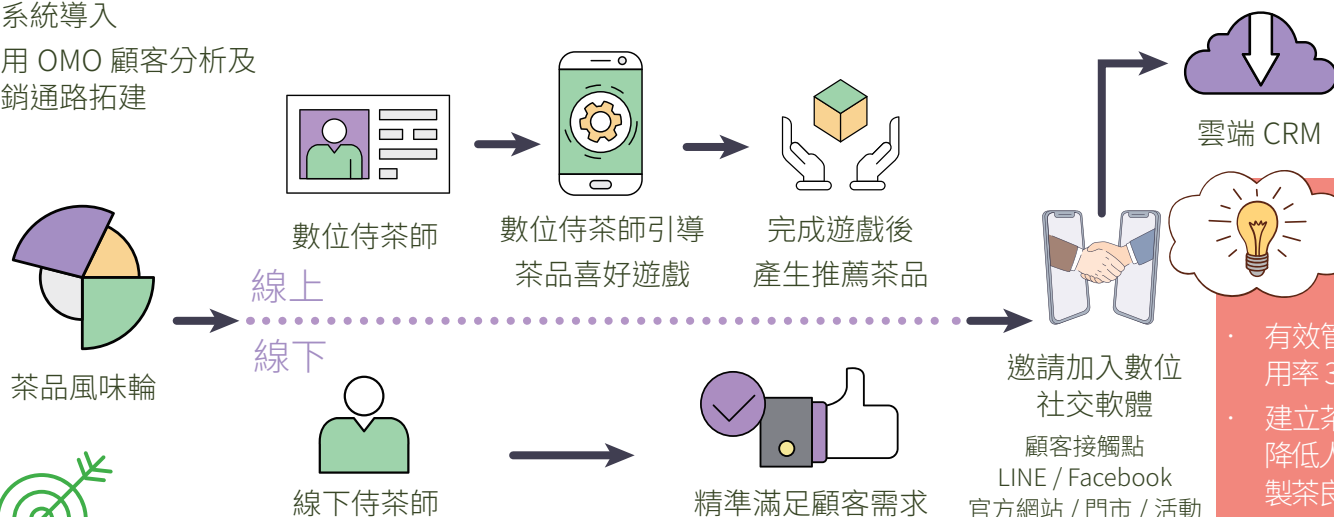 系統導入
用 OMO 顧客分析及
銷通路拓建
雲端 CRM
數位侍茶師
數位侍茶師引導
茶品喜好遊戲
完成遊戲後
產生推薦茶品
線上
線下
茶品風味輪
邀請加入數位
社交軟體
顧客接觸點
LINE / Facebook
官方網站 / 門市 / 活動
線下侍茶師
精準滿足顧客需求
· 有效管
用率 3
· 建立茶
降低人
製茶良